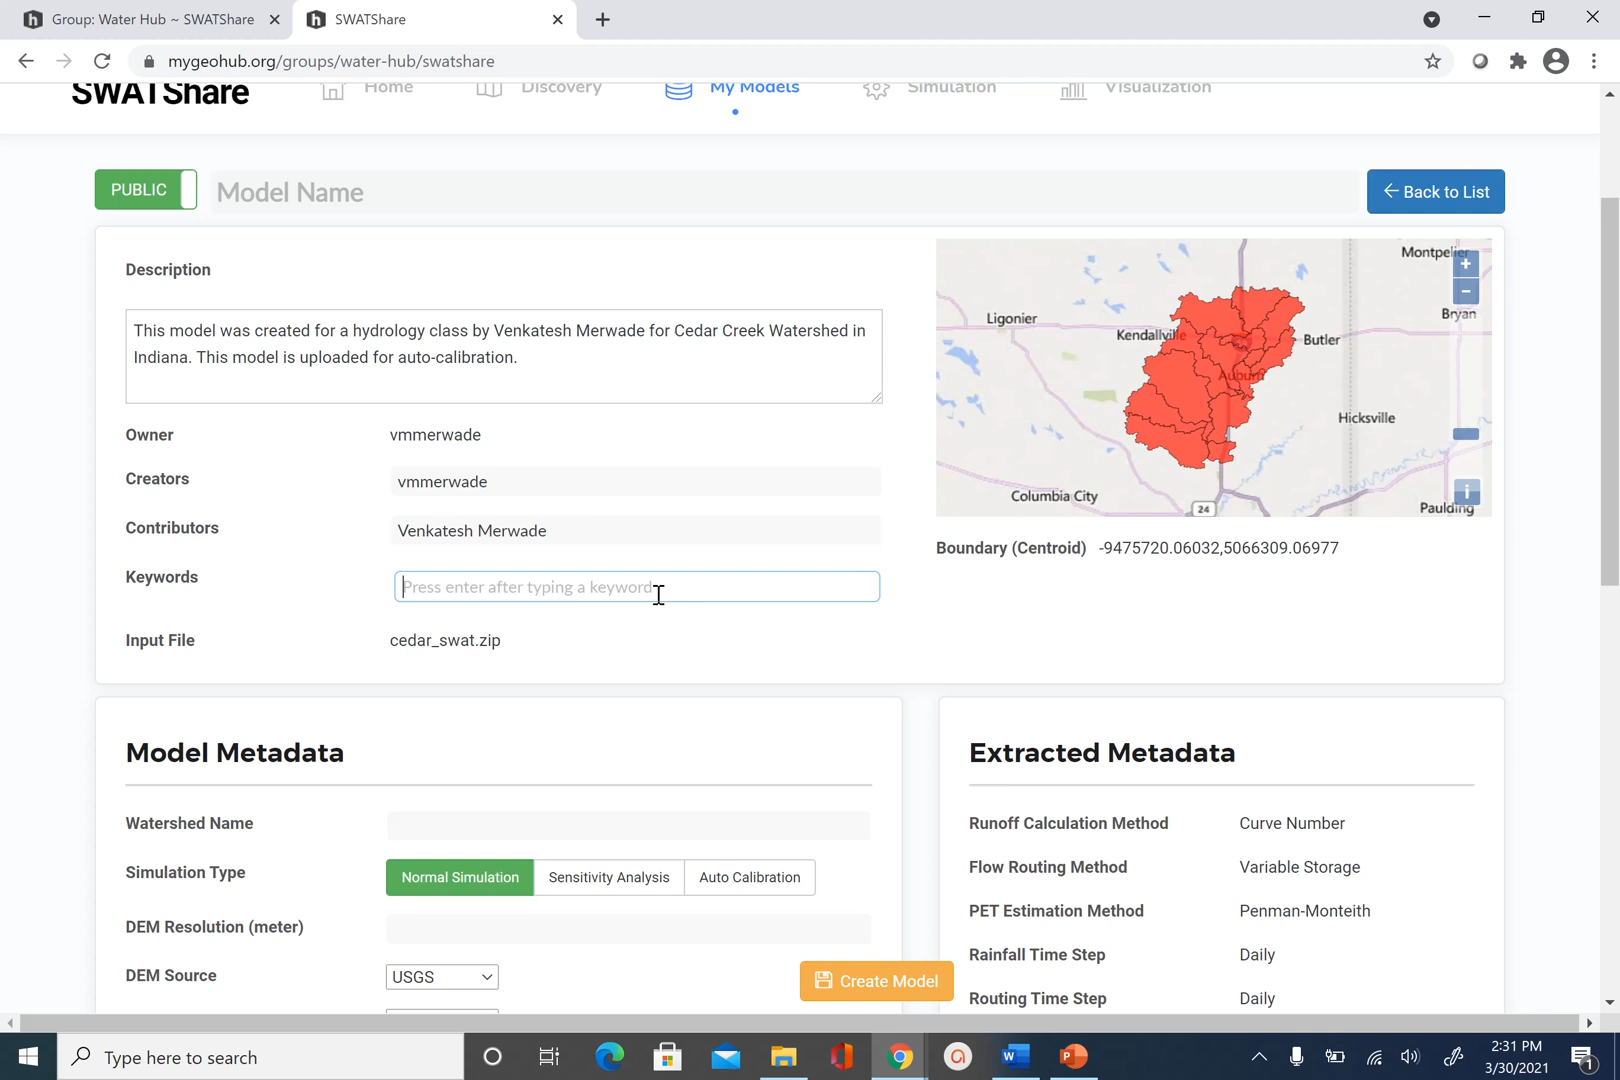 Group: Water Hub ~ SWATShare
SWATShare
mygeohub.org/groups/water-hub/swatshare
SWATShare
Home
Discovery
My Models
Simulation
Visualization
PUBLIC
Model Name
Back to List
Description
This model was created for a hydrology class by Venkatesh Merwade for Cedar Creek Watershed in
Indiana. This model is uploaded for auto-calibration.
Owner
vmmerwade
Creators
vmmerwade
Contributors
Venkatesh Merwade
Keywords
Press enter after typing a keyword
Input File
cedar_swat.zip
Montpelier
Bryan
Ligonier
Kendallville
Butler
Auburn
Hicksville
Columbia City
24
Paulding
+
−
i
Boundary (Centroid) -9475720.06032,5066309.06977
Model Metadata
Watershed Name
Simulation Type
Normal Simulation
Sensitivity Analysis
Auto Calibration
DEM Resolution (meter)
DEM Source
USGS
Create Model
Extracted Metadata
Runoff Calculation Method
Curve Number
Flow Routing Method
Variable Storage
PET Estimation Method
Penman-Monteith
Rainfall Time Step
Daily
Routing Time Step
Daily
Type here to search
2:31 PM
3/30/2021
1